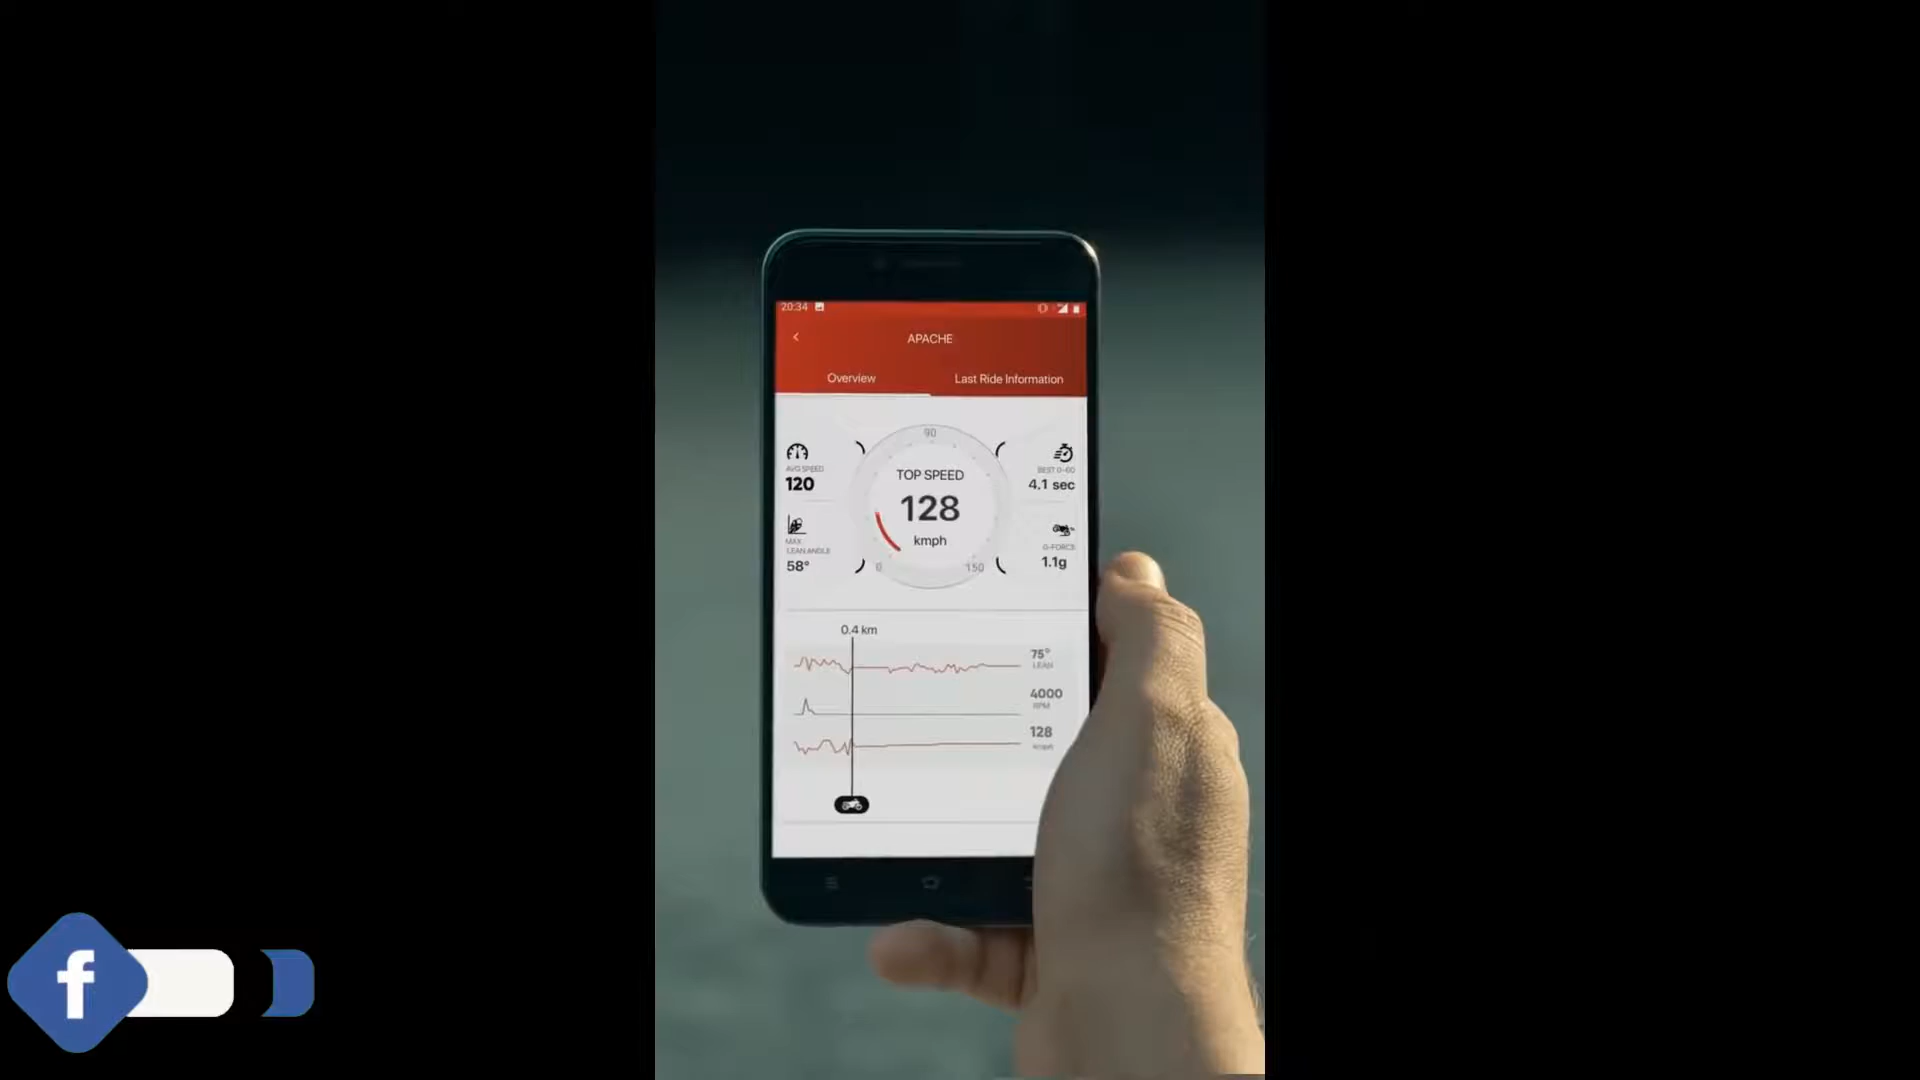 20:34
APACHE
Overview
Last Ride Information
90
AVG SPEED
120
TOP SPEED
128
kmph
BEST 0-60
4.1 sec
MAX
LEAN ANGLE
58°
G-FORCE
1.1g
0
150
0.4 km
75°
LEAN
4000
RPM
128
kmph
f